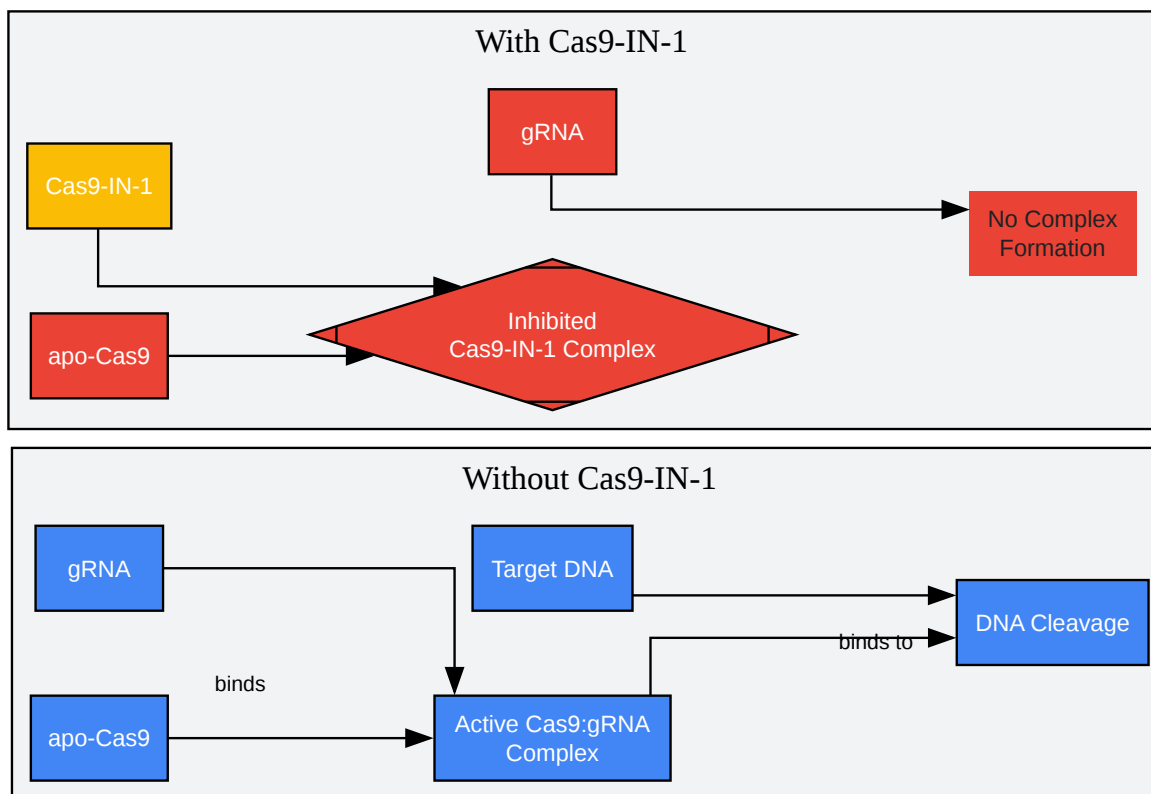 With Cas9-IN-1
gRNA
Cas9-IN-1
No Complex
Formation
Inhibited
Cas9-IN-1 Complex
apo-Cas9
Without Cas9-IN-1
gRNA
Target DNA
DNA Cleavage
binds to
binds
apo-Cas9
Active Cas9:gRNA
Complex